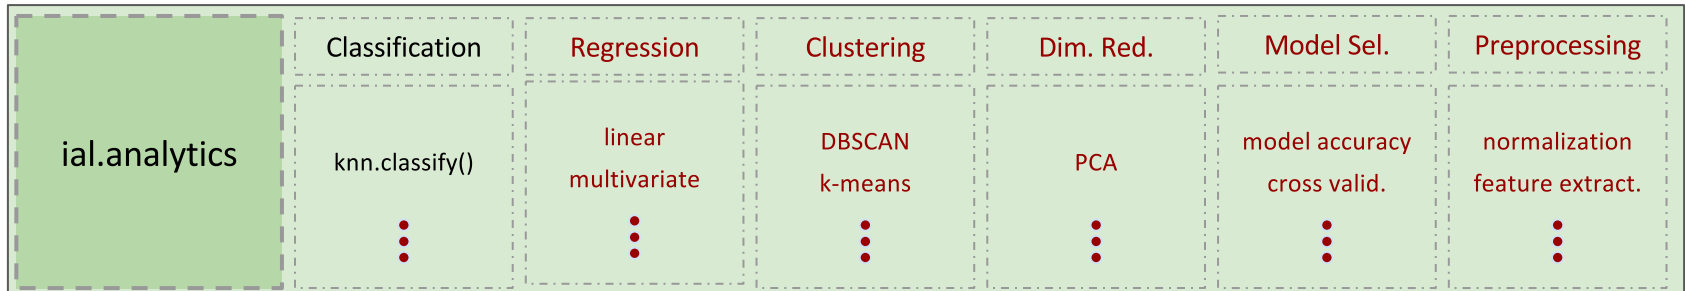 ial.analytics
Classification
knn.classify()
Regression
linear
multivariate
Clustering
DBSCAN
k-means
Dim. Red.
PCA
Model Sel.
model accuracy
cross valid.
Preprocessing
normalization
feature extract.